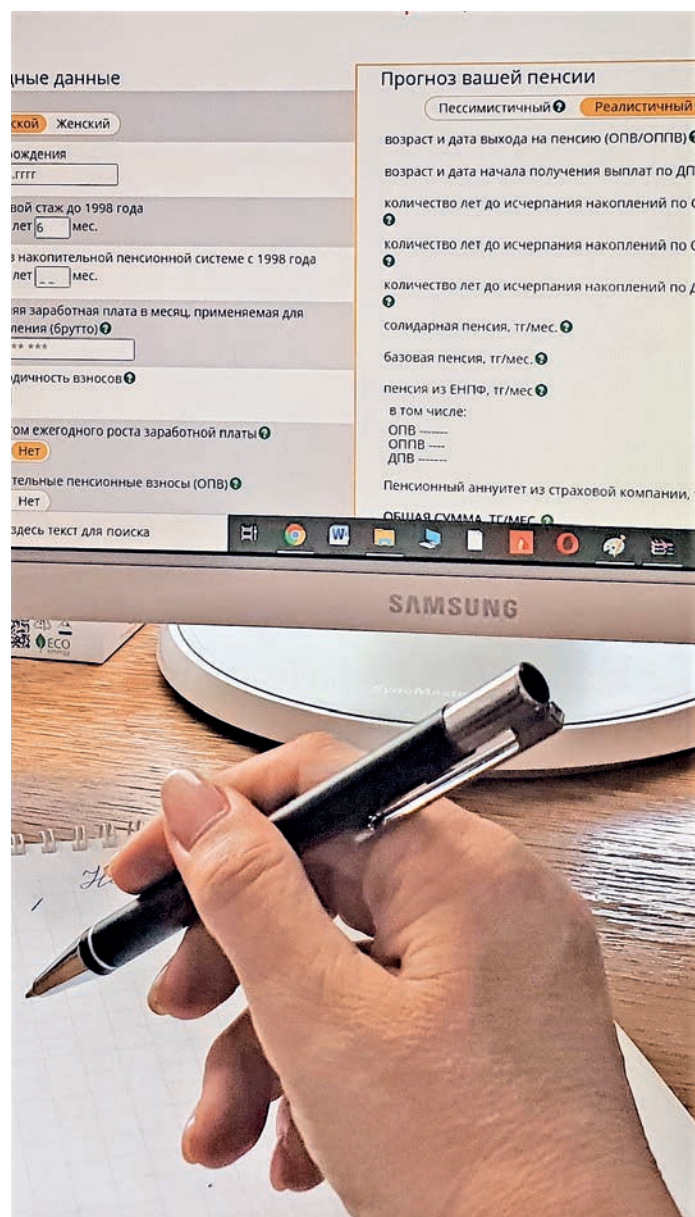 дные данные
ской Женский
ождения
.гггг
вой стаж до 1998 года
лет 6 мес.
в накопительной пенсионной системе с 1998 года
лет _ _ мес.
няя заработная плата в месяц, применяемая для
ления (брутто)
** ***
одичность взносов
том ежегодного роста заработной платы
Нет
тельные пенсионные взносы (ОПВ)
Нет
здесь текст для поиска
Прогноз вашей пенсии
Пессимистичный Реалистичный
возраст и дата выхода на пенсию (ОПВ/ОППВ)
возраст и дата начала получения выплат по ДП
количество лет до исчерпания накоплений по О
количество лет до исчерпания накоплений по О
количество лет до исчерпания накоплений по Д
солидарная пенсия, тг/мес.
базовая пенсия, тг/мес.
пенсия из ЕНПФ, тг/мес
в том числе:
ОПВ -------
ОППВ ----
ДПВ -------
Пенсионный аннуитет из страховой компании,
ОБЩАЯ СУММА, ТГ/МЕС
SAMSUNG
ECO
energy
SyncMaster